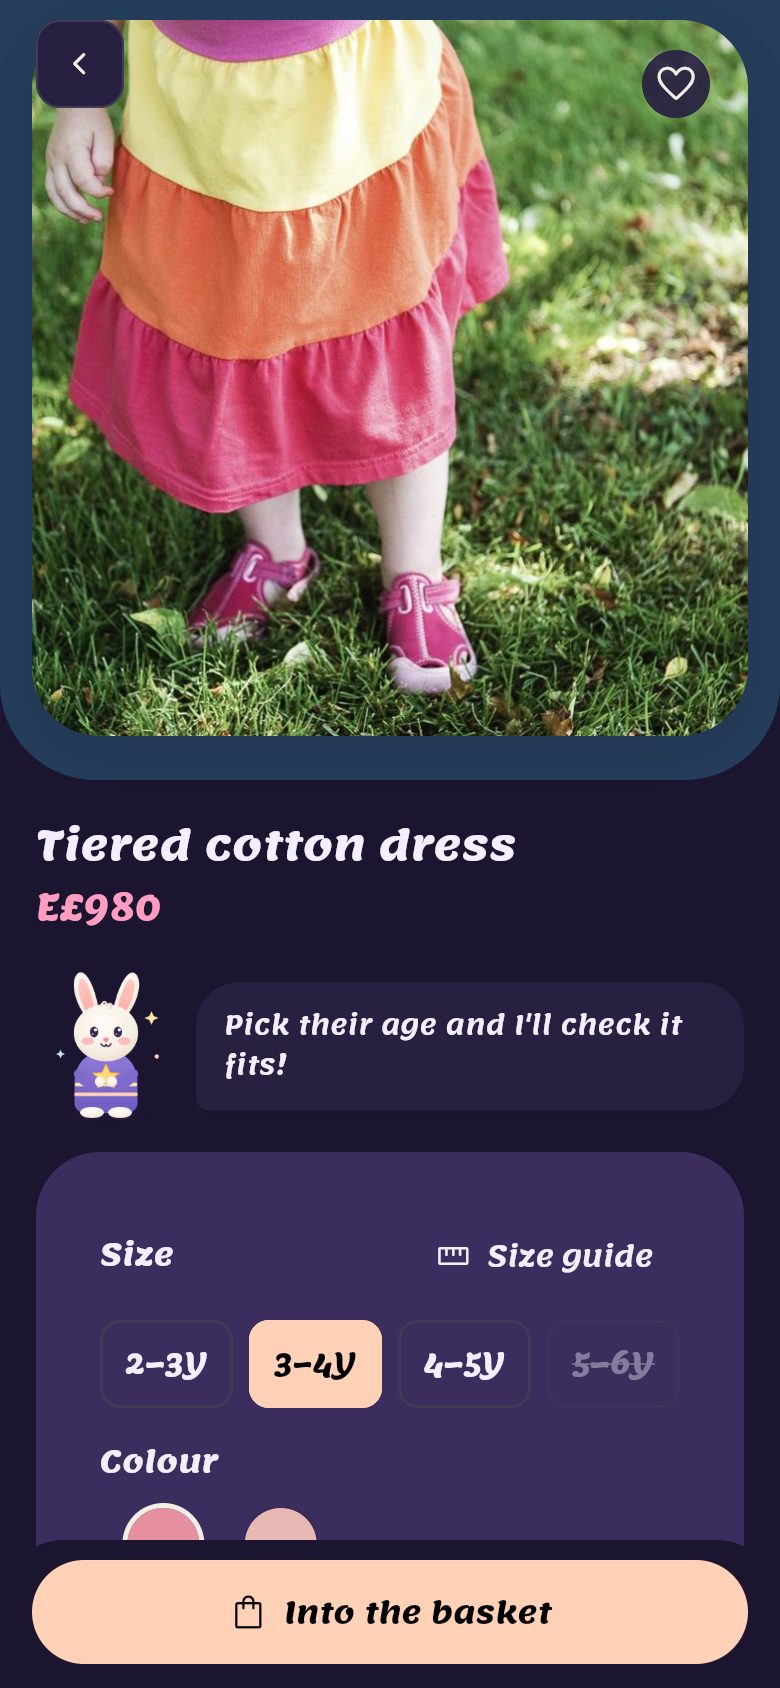 Tiered cotton dress
E£980
Pick their age and I'll check it
fits!
Size
Size guide
2–3Y
3–4Y
4–5Y
5–6Y
Colour
Into the basket